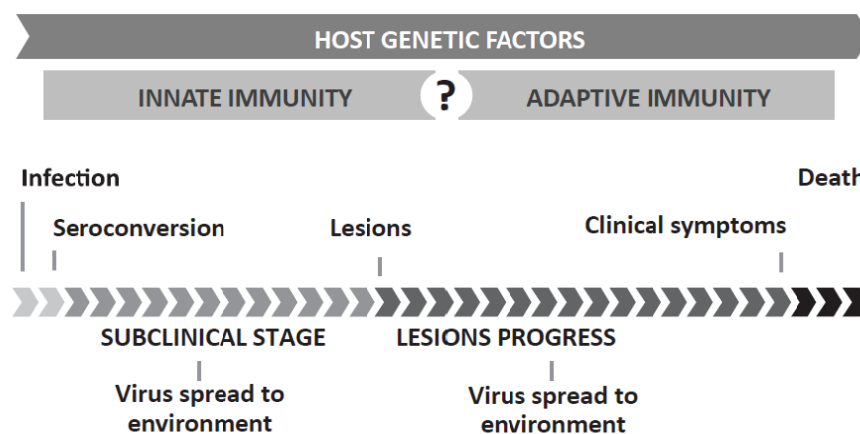 HOST GENETIC FACTORS
INNATE IMMUNITY ? ADAPTIVE IMMUNITY
Infection Death
Seroconversion Lesions Clinical symptoms
SUBCLINICAL STAGE LESIONS PROGRESS
Virus spread to Virus spread to
environment environment